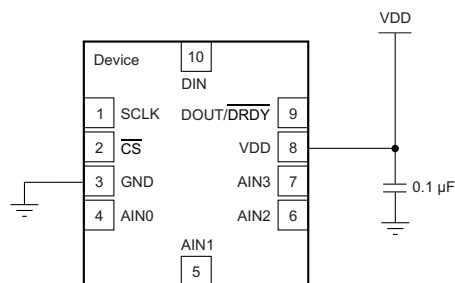 VDD
Device
10
DIN
1 SCLK DOUT/DRDY 9
2 CS VDD 8
3 GND AIN3 7
0.1 µF
4 AIN0 AIN2 6
AIN1
5